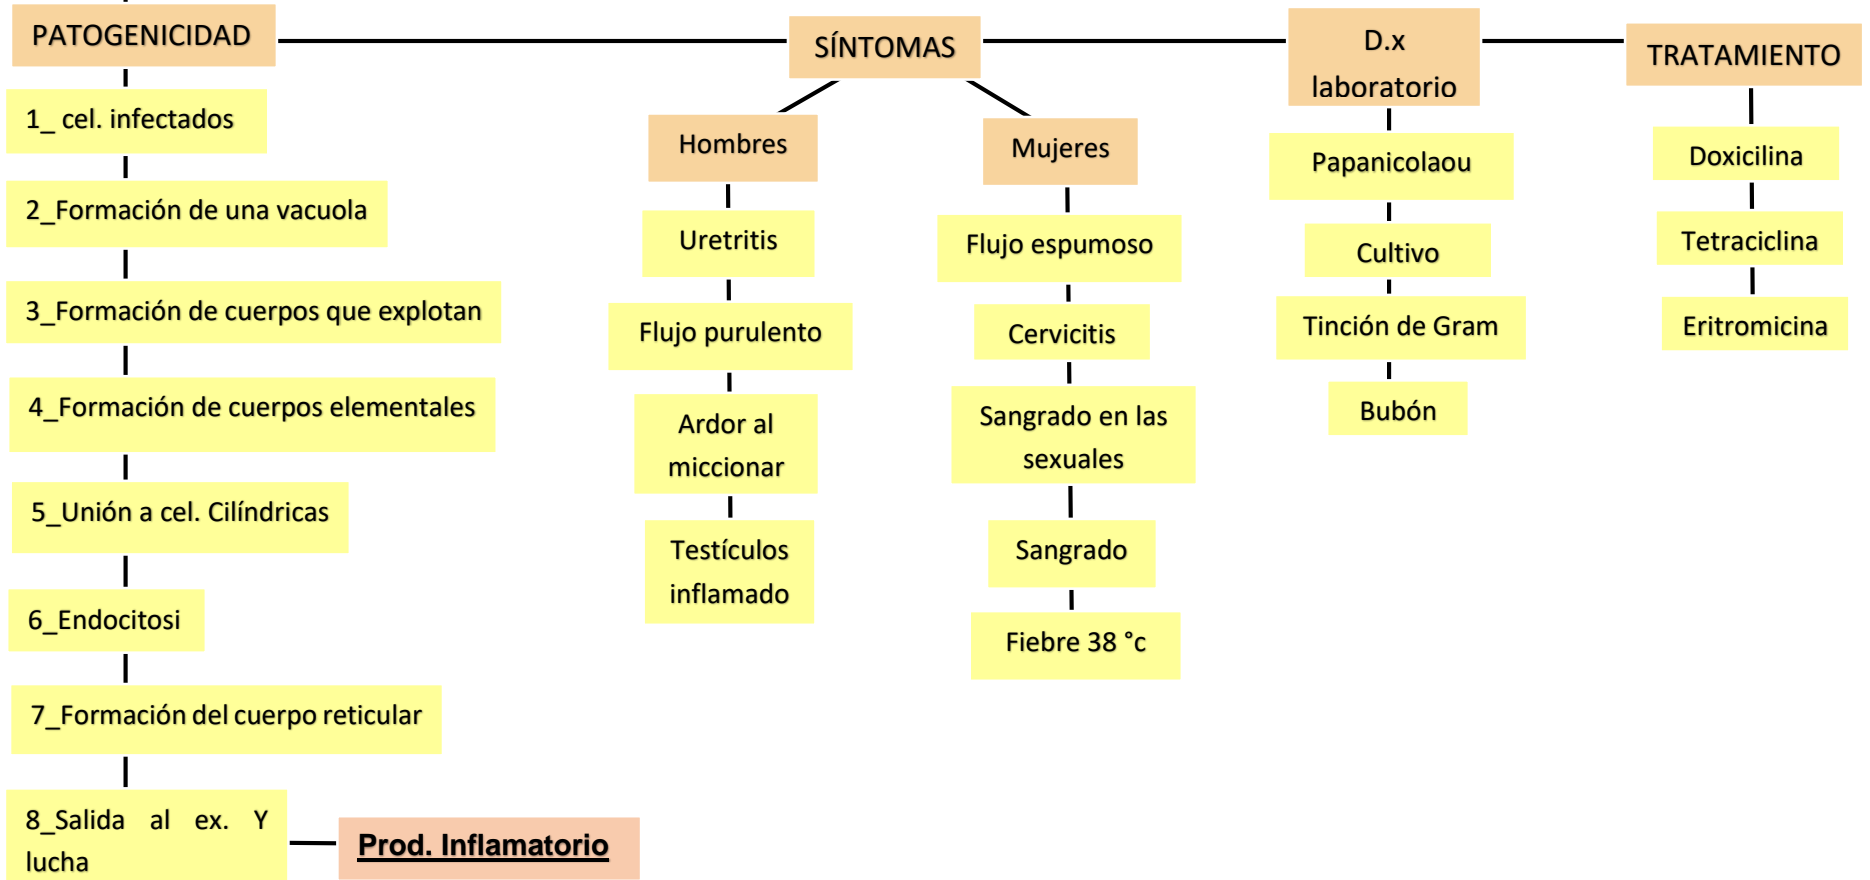 PATOGENICIDAD
1_ cel. infectados
2_Formación de una vacuola
3_Formación de cuerpos que explotan
4_Formación de cuerpos elementales
5_Unión a cel. Cilíndricas
6_Endocitosi
7_Formación del cuerpo reticular
8_Salida al ex. Y
lucha
Prod. Inflamatorio
SÍNTOMAS
Hombres
Uretritis
Flujo purulento
Ardor al
miccionar
Testículos
inflamado
Mujeres
Flujo espumoso
Cervicitis
Sangrado en las
sexuales
Sangrado
Fiebre 38 °c
D.x
laboratorio
Papanicolaou
Cultivo
Tinción de Gram
Bubón
TRATAMIENTO
Doxicilina
Tetraciclina
Eritromicina